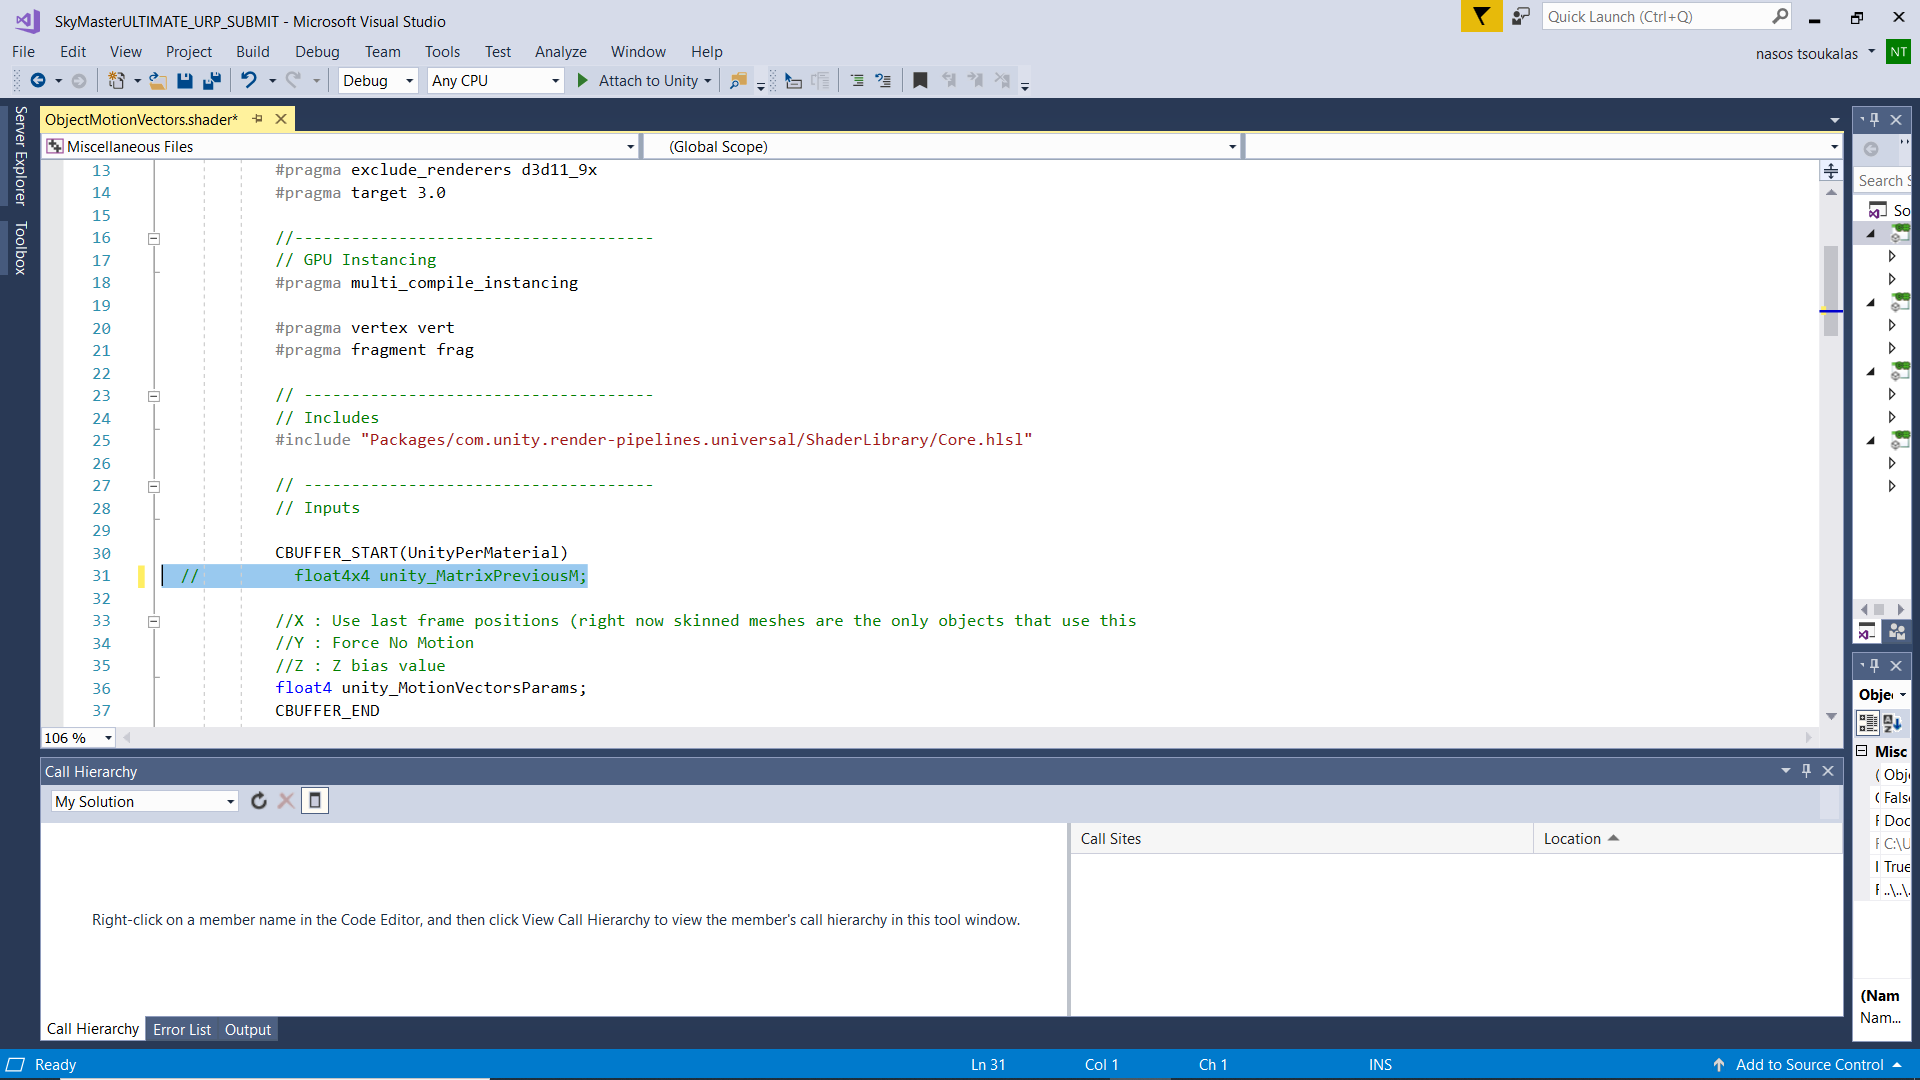 SkyMasterULTIMATE_URP_SUBMIT - Microsoft Visual Studio
Quick Launch (Ctrl+Q)
File Edit View Project Build Debug Team Tools Test Analyze Window Help
nasos tsoukalas NT
Debug Any CPU Attach to Unity
Server Explorer
Toolbox
ObjectMotionVectors.shader*
Miscellaneous Files (Global Scope)
13 #pragma exclude_renderers d3d11_9x
14 #pragma target 3.0
15
16 //--------------------------------------
17 // GPU Instancing
18 #pragma multi_compile_instancing
19
20 #pragma vertex vert
21 #pragma fragment frag
22
23 // -------------------------------------
24 // Includes
25 #include "Packages/com.unity.render-pipelines.universal/ShaderLibrary/Core.hlsl"
26
27 // -------------------------------------
28 // Inputs
29
30 CBUFFER_START(UnityPerMaterial)
31 // float4x4 unity_MatrixPreviousM;
32
33 //X : Use last frame positions (right now skinned meshes are the only objects that use this
34 //Y : Force No Motion
35 //Z : Z bias value
36 float4 unity_MotionVectorsParams;
37 CBUFFER_END
106 %
Search S
So
Obje
Misc
( Obj
Fals
Doc
C:\U
True
..\..\.
(Nam
Nam...
Call Hierarchy
My Solution
Call Sites Location
Right-click on a member name in the Code Editor, and then click View Call Hierarchy to view the member's call hierarchy in this tool window.
Call Hierarchy Error List Output
Ready Ln 31 Col 1 Ch 1 INS Add to Source Control